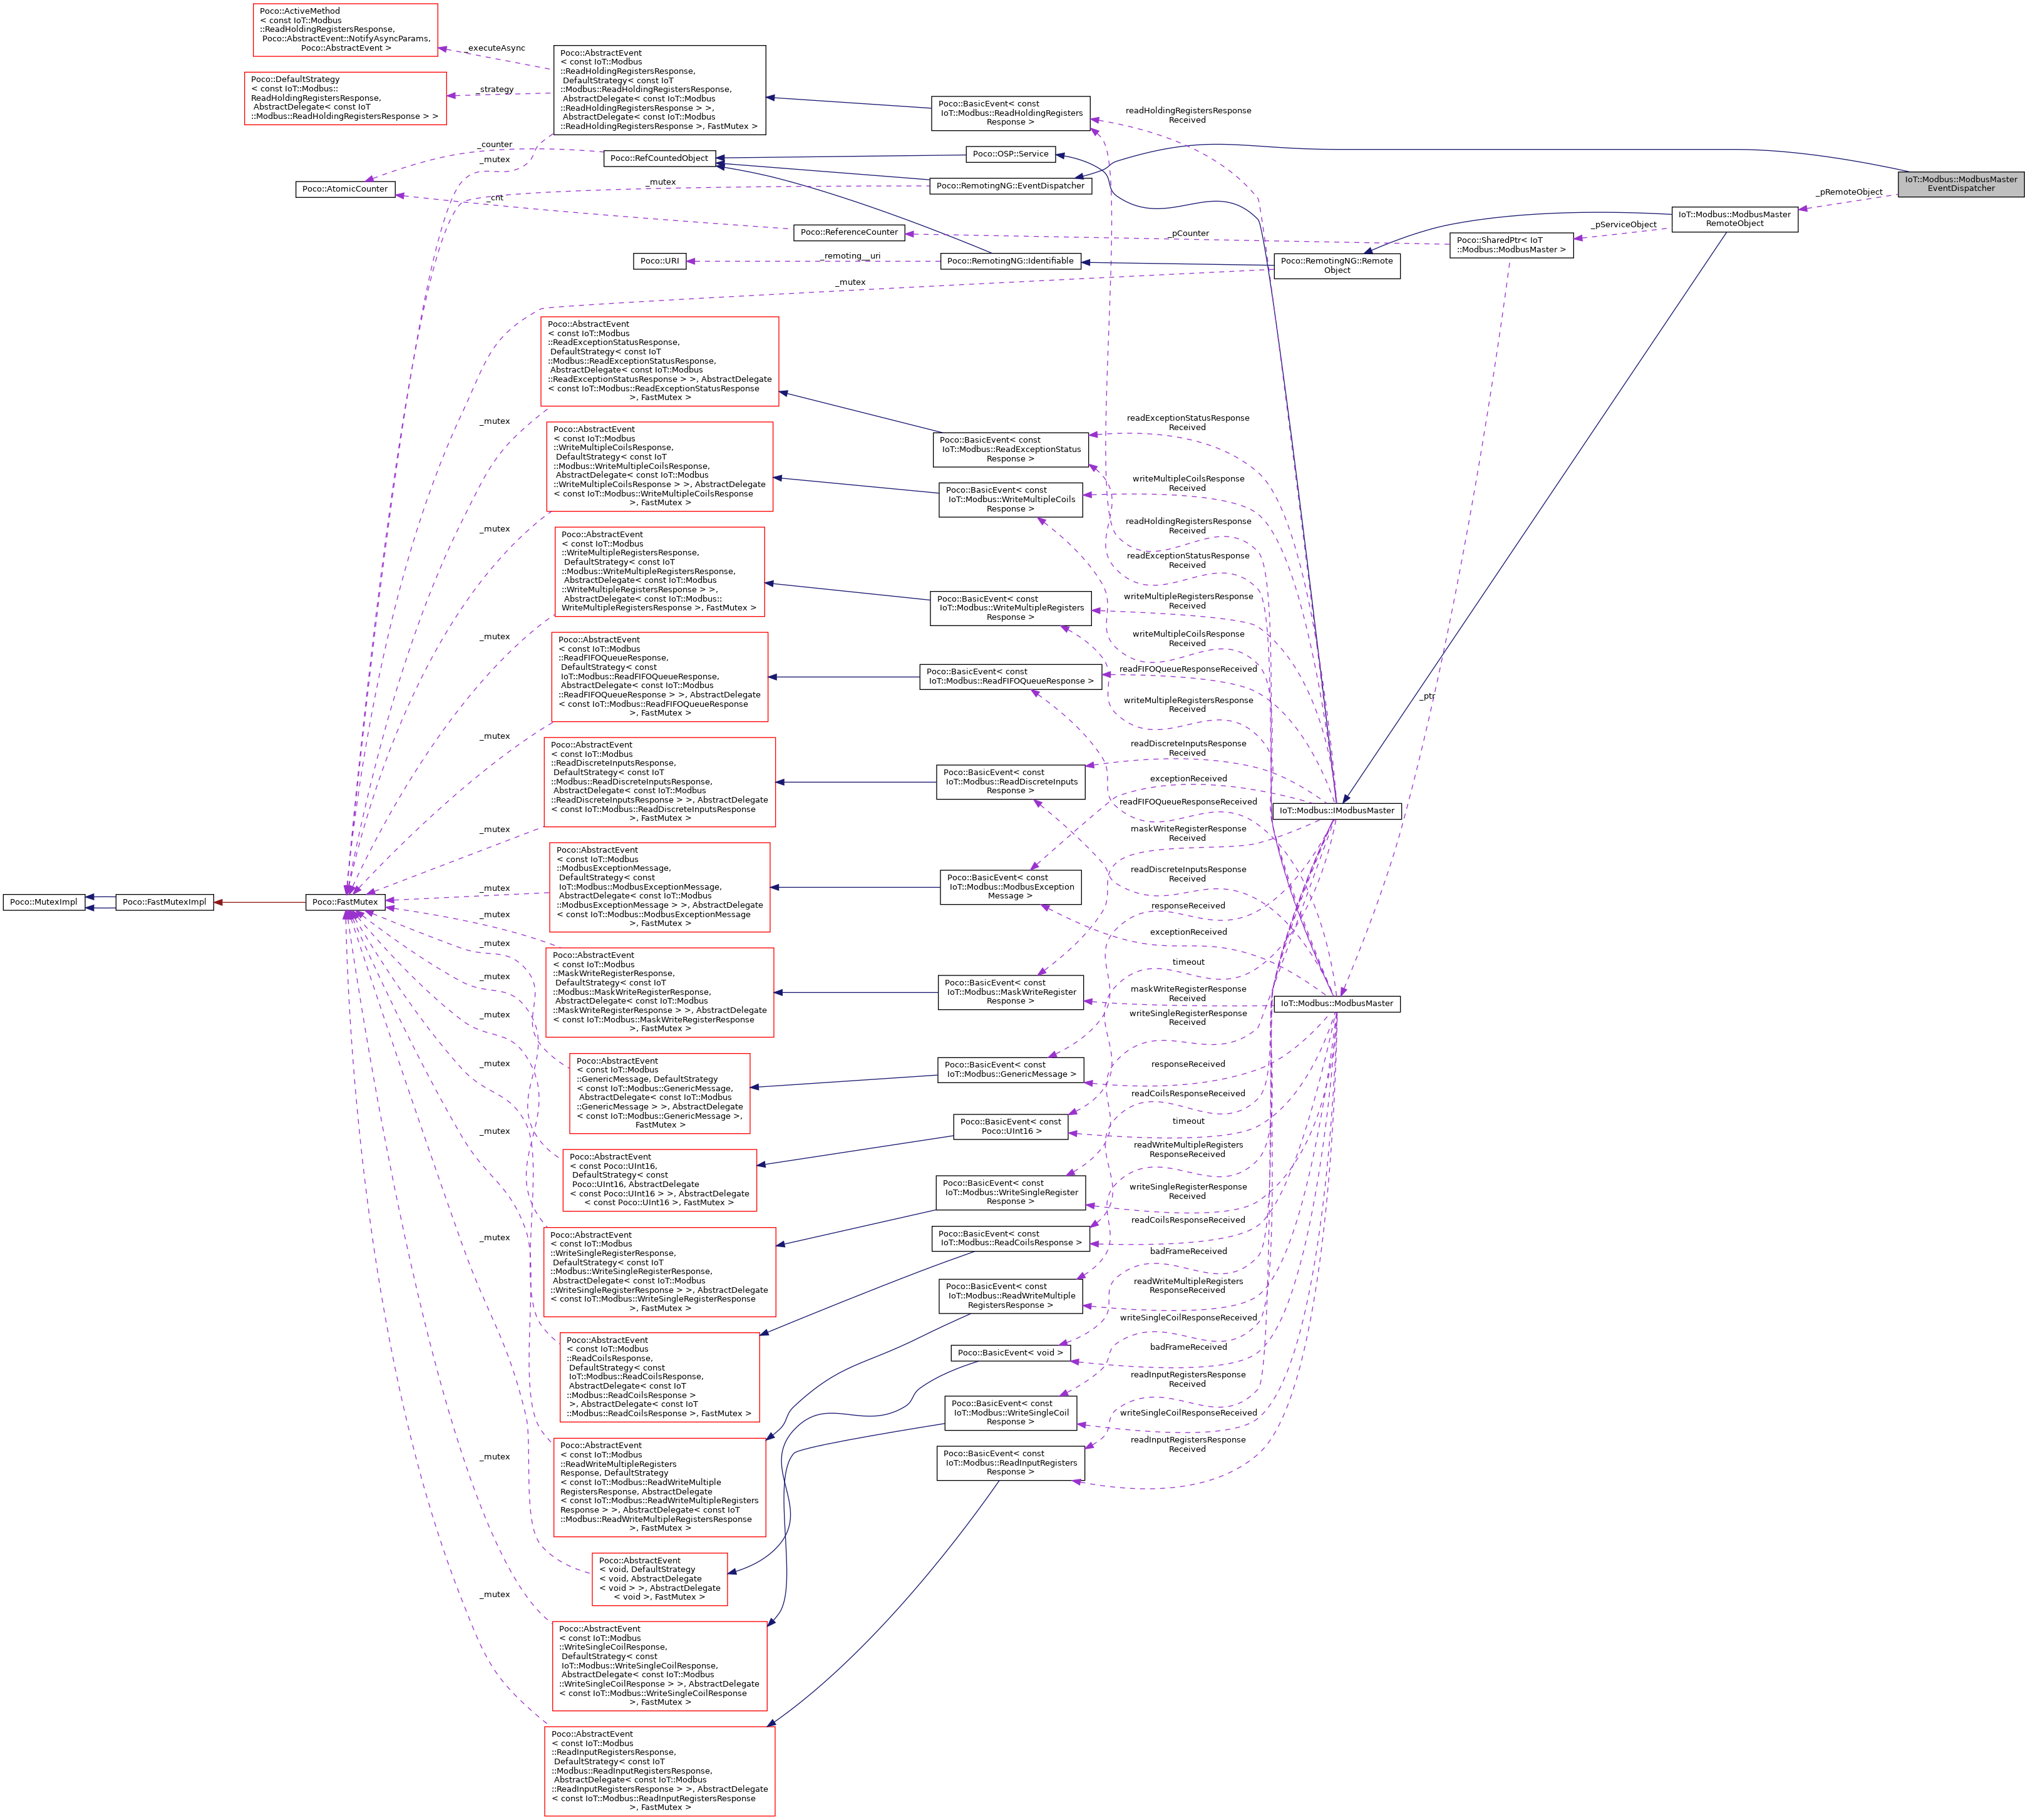 Poco::ActiveMethod
< const IoT::Modbus
::ReadHoldingRegistersResponse,
Poco::AbstractEvent::NotifyAsyncParams,
Poco::AbstractEvent >
_executeAsync
Poco::DefaultStrategy
< const IoT::Modbus::
ReadHoldingRegistersResponse,
AbstractDelegate< const IoT
::Modbus::ReadHoldingRegistersResponse > >
_strategy
Poco::AbstractEvent
< const IoT::Modbus
::ReadHoldingRegistersResponse,
DefaultStrategy< const IoT
::Modbus::ReadHoldingRegistersResponse,
AbstractDelegate< const IoT::Modbus
::ReadHoldingRegistersResponse > >,
AbstractDelegate< const IoT::Modbus
::ReadHoldingRegistersResponse >, FastMutex >
Poco::BasicEvent< const
IoT::Modbus::ReadHoldingRegisters
Response >
readHoldingRegistersResponse
Received
_counter
_mutex
Poco::RefCountedObject
Poco::OSP::Service
Poco::AtomicCounter
_mutex
_cnt
Poco::RemotingNG::EventDispatcher
IoT::Modbus::ModbusMaster
EventDispatcher
_pRemoteObject
IoT::Modbus::ModbusMaster
RemoteObject
_pServiceObject
Poco::ReferenceCounter
_pCounter
Poco::SharedPtr< IoT
::Modbus::ModbusMaster >
Poco::URI
_remoting__uri
Poco::RemotingNG::Identifiable
Poco::RemotingNG::Remote
Object
_mutex
Poco::AbstractEvent
< const IoT::Modbus
::ReadExceptionStatusResponse,
DefaultStrategy< const IoT
::Modbus::ReadExceptionStatusResponse,
AbstractDelegate< const IoT::Modbus
::ReadExceptionStatusResponse > >, AbstractDelegate
< const IoT::Modbus::ReadExceptionStatusResponse
>, FastMutex >
_mutex
Poco::BasicEvent< const
IoT::Modbus::ReadExceptionStatus
Response >
readExceptionStatusResponse
Received
Poco::AbstractEvent
< const IoT::Modbus
::WriteMultipleCoilsResponse,
DefaultStrategy< const IoT
::Modbus::WriteMultipleCoilsResponse,
AbstractDelegate< const IoT::Modbus
::WriteMultipleCoilsResponse > >, AbstractDelegate
< const IoT::Modbus::WriteMultipleCoilsResponse
>, FastMutex >
_mutex
Poco::BasicEvent< const
IoT::Modbus::WriteMultipleCoils
Response >
writeMultipleCoilsResponse
Received
readHoldingRegistersResponse
Received
readExceptionStatusResponse
Received
Poco::AbstractEvent
< const IoT::Modbus
::WriteMultipleRegistersResponse,
DefaultStrategy< const IoT
::Modbus::WriteMultipleRegistersResponse,
AbstractDelegate< const IoT::Modbus
::WriteMultipleRegistersResponse > >,
AbstractDelegate< const IoT::Modbus::
WriteMultipleRegistersResponse >, FastMutex >
_mutex
Poco::BasicEvent< const
IoT::Modbus::WriteMultipleRegisters
Response >
writeMultipleRegistersResponse
Received
writeMultipleCoilsResponse
Received
Poco::AbstractEvent
< const IoT::Modbus
::ReadFIFOQueueResponse,
DefaultStrategy< const
IoT::Modbus::ReadFIFOQueueResponse,
AbstractDelegate< const IoT::Modbus
::ReadFIFOQueueResponse > >, AbstractDelegate
< const IoT::Modbus::ReadFIFOQueueResponse
>, FastMutex >
_mutex
Poco::BasicEvent< const
IoT::Modbus::ReadFIFOQueueResponse >
readFIFOQueueResponseReceived
writeMultipleRegistersResponse
Received
_ptr
Poco::AbstractEvent
< const IoT::Modbus
::ReadDiscreteInputsResponse,
DefaultStrategy< const IoT
::Modbus::ReadDiscreteInputsResponse,
AbstractDelegate< const IoT::Modbus
::ReadDiscreteInputsResponse > >, AbstractDelegate
< const IoT::Modbus::ReadDiscreteInputsResponse
>, FastMutex >
_mutex
Poco::BasicEvent< const
IoT::Modbus::ReadDiscreteInputs
Response >
readDiscreteInputsResponse
Received
exceptionReceived
readFIFOQueueResponseReceived
IoT::Modbus::IModbusMaster
maskWriteRegisterResponse
Received
Poco::AbstractEvent
< const IoT::Modbus
::ModbusExceptionMessage,
DefaultStrategy< const
IoT::Modbus::ModbusExceptionMessage,
AbstractDelegate< const IoT::Modbus
::ModbusExceptionMessage > >, AbstractDelegate
< const IoT::Modbus::ModbusExceptionMessage
>, FastMutex >
_mutex
Poco::BasicEvent< const
IoT::Modbus::ModbusException
Message >
readDiscreteInputsResponse
Received
responseReceived
exceptionReceived
Poco::MutexImpl
Poco::FastMutexImpl
Poco::FastMutex
_mutex
_mutex
_mutex
_mutex
_mutex
_mutex
_mutex
_mutex
_mutex
Poco::AbstractEvent
< const IoT::Modbus
::MaskWriteRegisterResponse,
DefaultStrategy< const IoT
::Modbus::MaskWriteRegisterResponse,
AbstractDelegate< const IoT::Modbus
::MaskWriteRegisterResponse > >, AbstractDelegate
< const IoT::Modbus::MaskWriteRegisterResponse
>, FastMutex >
Poco::BasicEvent< const
IoT::Modbus::MaskWriteRegister
Response >
timeout
maskWriteRegisterResponse
Received
IoT::Modbus::ModbusMaster
writeSingleRegisterResponse
Received
Poco::AbstractEvent
< const IoT::Modbus
::GenericMessage, DefaultStrategy
< const IoT::Modbus::GenericMessage,
AbstractDelegate< const IoT::Modbus
::GenericMessage > >, AbstractDelegate
< const IoT::Modbus::GenericMessage >,
FastMutex >
Poco::BasicEvent< const
IoT::Modbus::GenericMessage >
responseReceived
readCoilsResponseReceived
Poco::BasicEvent< const
Poco::UInt16 >
timeout
Poco::AbstractEvent
< const Poco::UInt16,
DefaultStrategy< const
Poco::UInt16, AbstractDelegate
< const Poco::UInt16 > >, AbstractDelegate
< const Poco::UInt16 >, FastMutex >
readWriteMultipleRegisters
ResponseReceived
Poco::BasicEvent< const
IoT::Modbus::WriteSingleRegister
Response >
writeSingleRegisterResponse
Received
Poco::AbstractEvent
< const IoT::Modbus
::WriteSingleRegisterResponse,
DefaultStrategy< const IoT
::Modbus::WriteSingleRegisterResponse,
AbstractDelegate< const IoT::Modbus
::WriteSingleRegisterResponse > >, AbstractDelegate
< const IoT::Modbus::WriteSingleRegisterResponse
>, FastMutex >
Poco::BasicEvent< const
IoT::Modbus::ReadCoilsResponse >
readCoilsResponseReceived
badFrameReceived
Poco::BasicEvent< const
IoT::Modbus::ReadWriteMultiple
RegistersResponse >
readWriteMultipleRegisters
ResponseReceived
writeSingleCoilResponseReceived
Poco::AbstractEvent
< const IoT::Modbus
::ReadCoilsResponse,
DefaultStrategy< const
IoT::Modbus::ReadCoilsResponse,
AbstractDelegate< const IoT
::Modbus::ReadCoilsResponse >
>, AbstractDelegate< const IoT
::Modbus::ReadCoilsResponse >, FastMutex >
Poco::BasicEvent< void >
badFrameReceived
readInputRegistersResponse
Received
Poco::BasicEvent< const
IoT::Modbus::WriteSingleCoil
Response >
writeSingleCoilResponseReceived
Poco::AbstractEvent
< const IoT::Modbus
::ReadWriteMultipleRegisters
Response, DefaultStrategy
< const IoT::Modbus::ReadWriteMultiple
RegistersResponse, AbstractDelegate
< const IoT::Modbus::ReadWriteMultipleRegisters
Response > >, AbstractDelegate< const IoT
::Modbus::ReadWriteMultipleRegistersResponse
>, FastMutex >
Poco::BasicEvent< const
IoT::Modbus::ReadInputRegisters
Response >
readInputRegistersResponse
Received
Poco::AbstractEvent
< void, DefaultStrategy
< void, AbstractDelegate
< void > >, AbstractDelegate
< void >, FastMutex >
_mutex
Poco::AbstractEvent
< const IoT::Modbus
::WriteSingleCoilResponse,
DefaultStrategy< const
IoT::Modbus::WriteSingleCoilResponse,
AbstractDelegate< const IoT::Modbus
::WriteSingleCoilResponse > >, AbstractDelegate
< const IoT::Modbus::WriteSingleCoilResponse
>, FastMutex >
Poco::AbstractEvent
< const IoT::Modbus
::ReadInputRegistersResponse,
DefaultStrategy< const IoT
::Modbus::ReadInputRegistersResponse,
AbstractDelegate< const IoT::Modbus
::ReadInputRegistersResponse > >, AbstractDelegate
< const IoT::Modbus::ReadInputRegistersResponse
>, FastMutex >